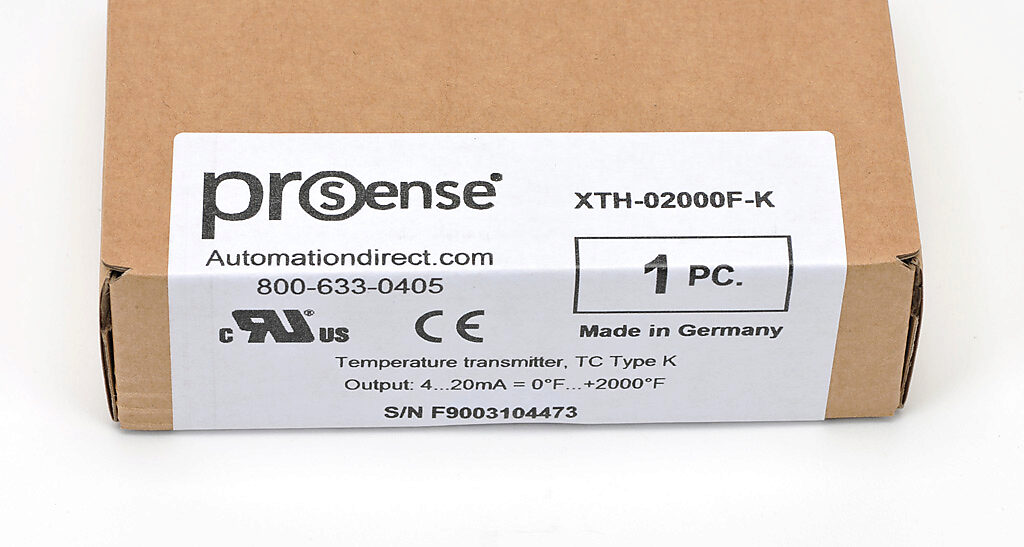 prosense
XTH-02000F-K
Automationdirect.com
800-633-0405
1 PC.
c RU ® US
CE
Made in Germany
Temperature transmitter, TC Type K
Output: 4...20mA = 0°F...+2000°F
S/N F9003104473